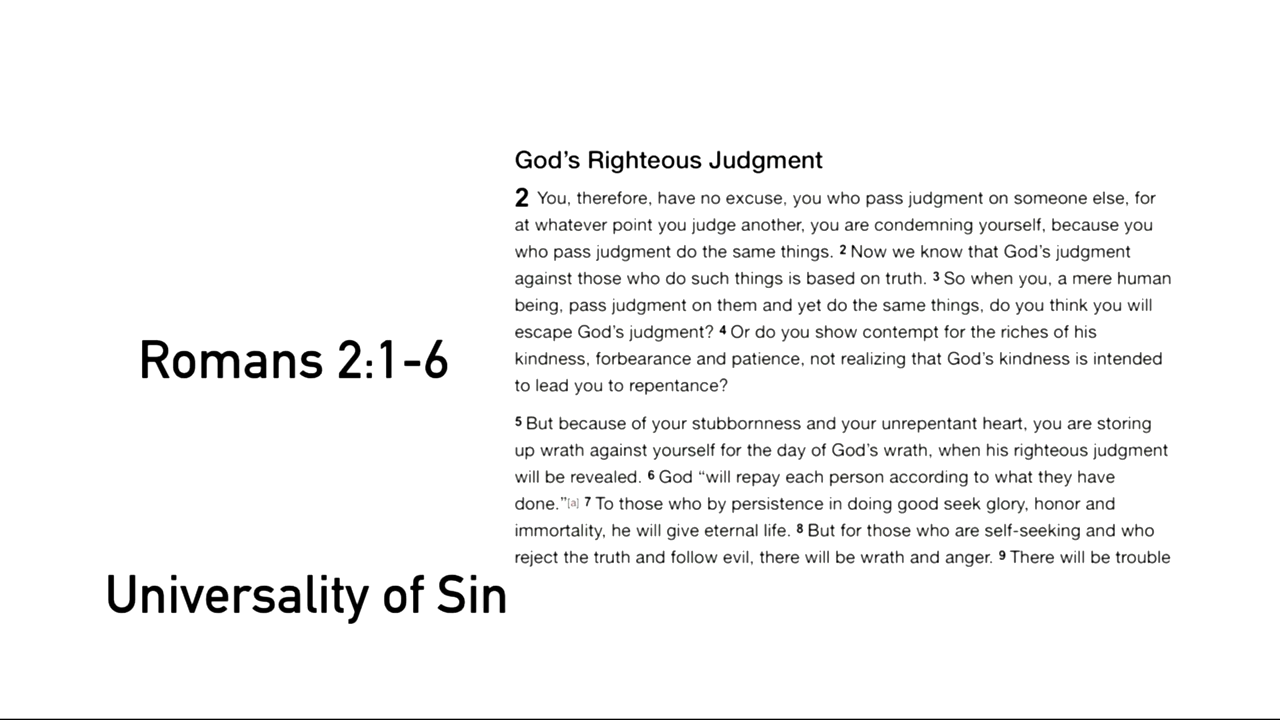 God’s Righteous Judgment
2 You, therefore, have no excuse, you who pass judgment on someone else, for
at whatever point you judge another, you are condemning yourself, because you
who pass judgment do the same things. 2 Now we know that God’s judgment
against those who do such things is based on truth. 3 So when you, a mere human
being, pass judgment on them and yet do the same things, do you think you will
escape God’s judgment? 4 Or do you show contempt for the riches of his
kindness, forbearance and patience, not realizing that God’s kindness is intended
to lead you to repentance?
5 But because of your stubbornness and your unrepentant heart, you are storing
up wrath against yourself for the day of God’s wrath, when his righteous judgment
will be revealed. 6 God “will repay each person according to what they have
done.”[a] 7 To those who by persistence in doing good seek glory, honor and
immortality, he will give eternal life. 8 But for those who are self-seeking and who
reject the truth and follow evil, there will be wrath and anger. 9 There will be trouble
Romans 2:1-6
Universality of Sin